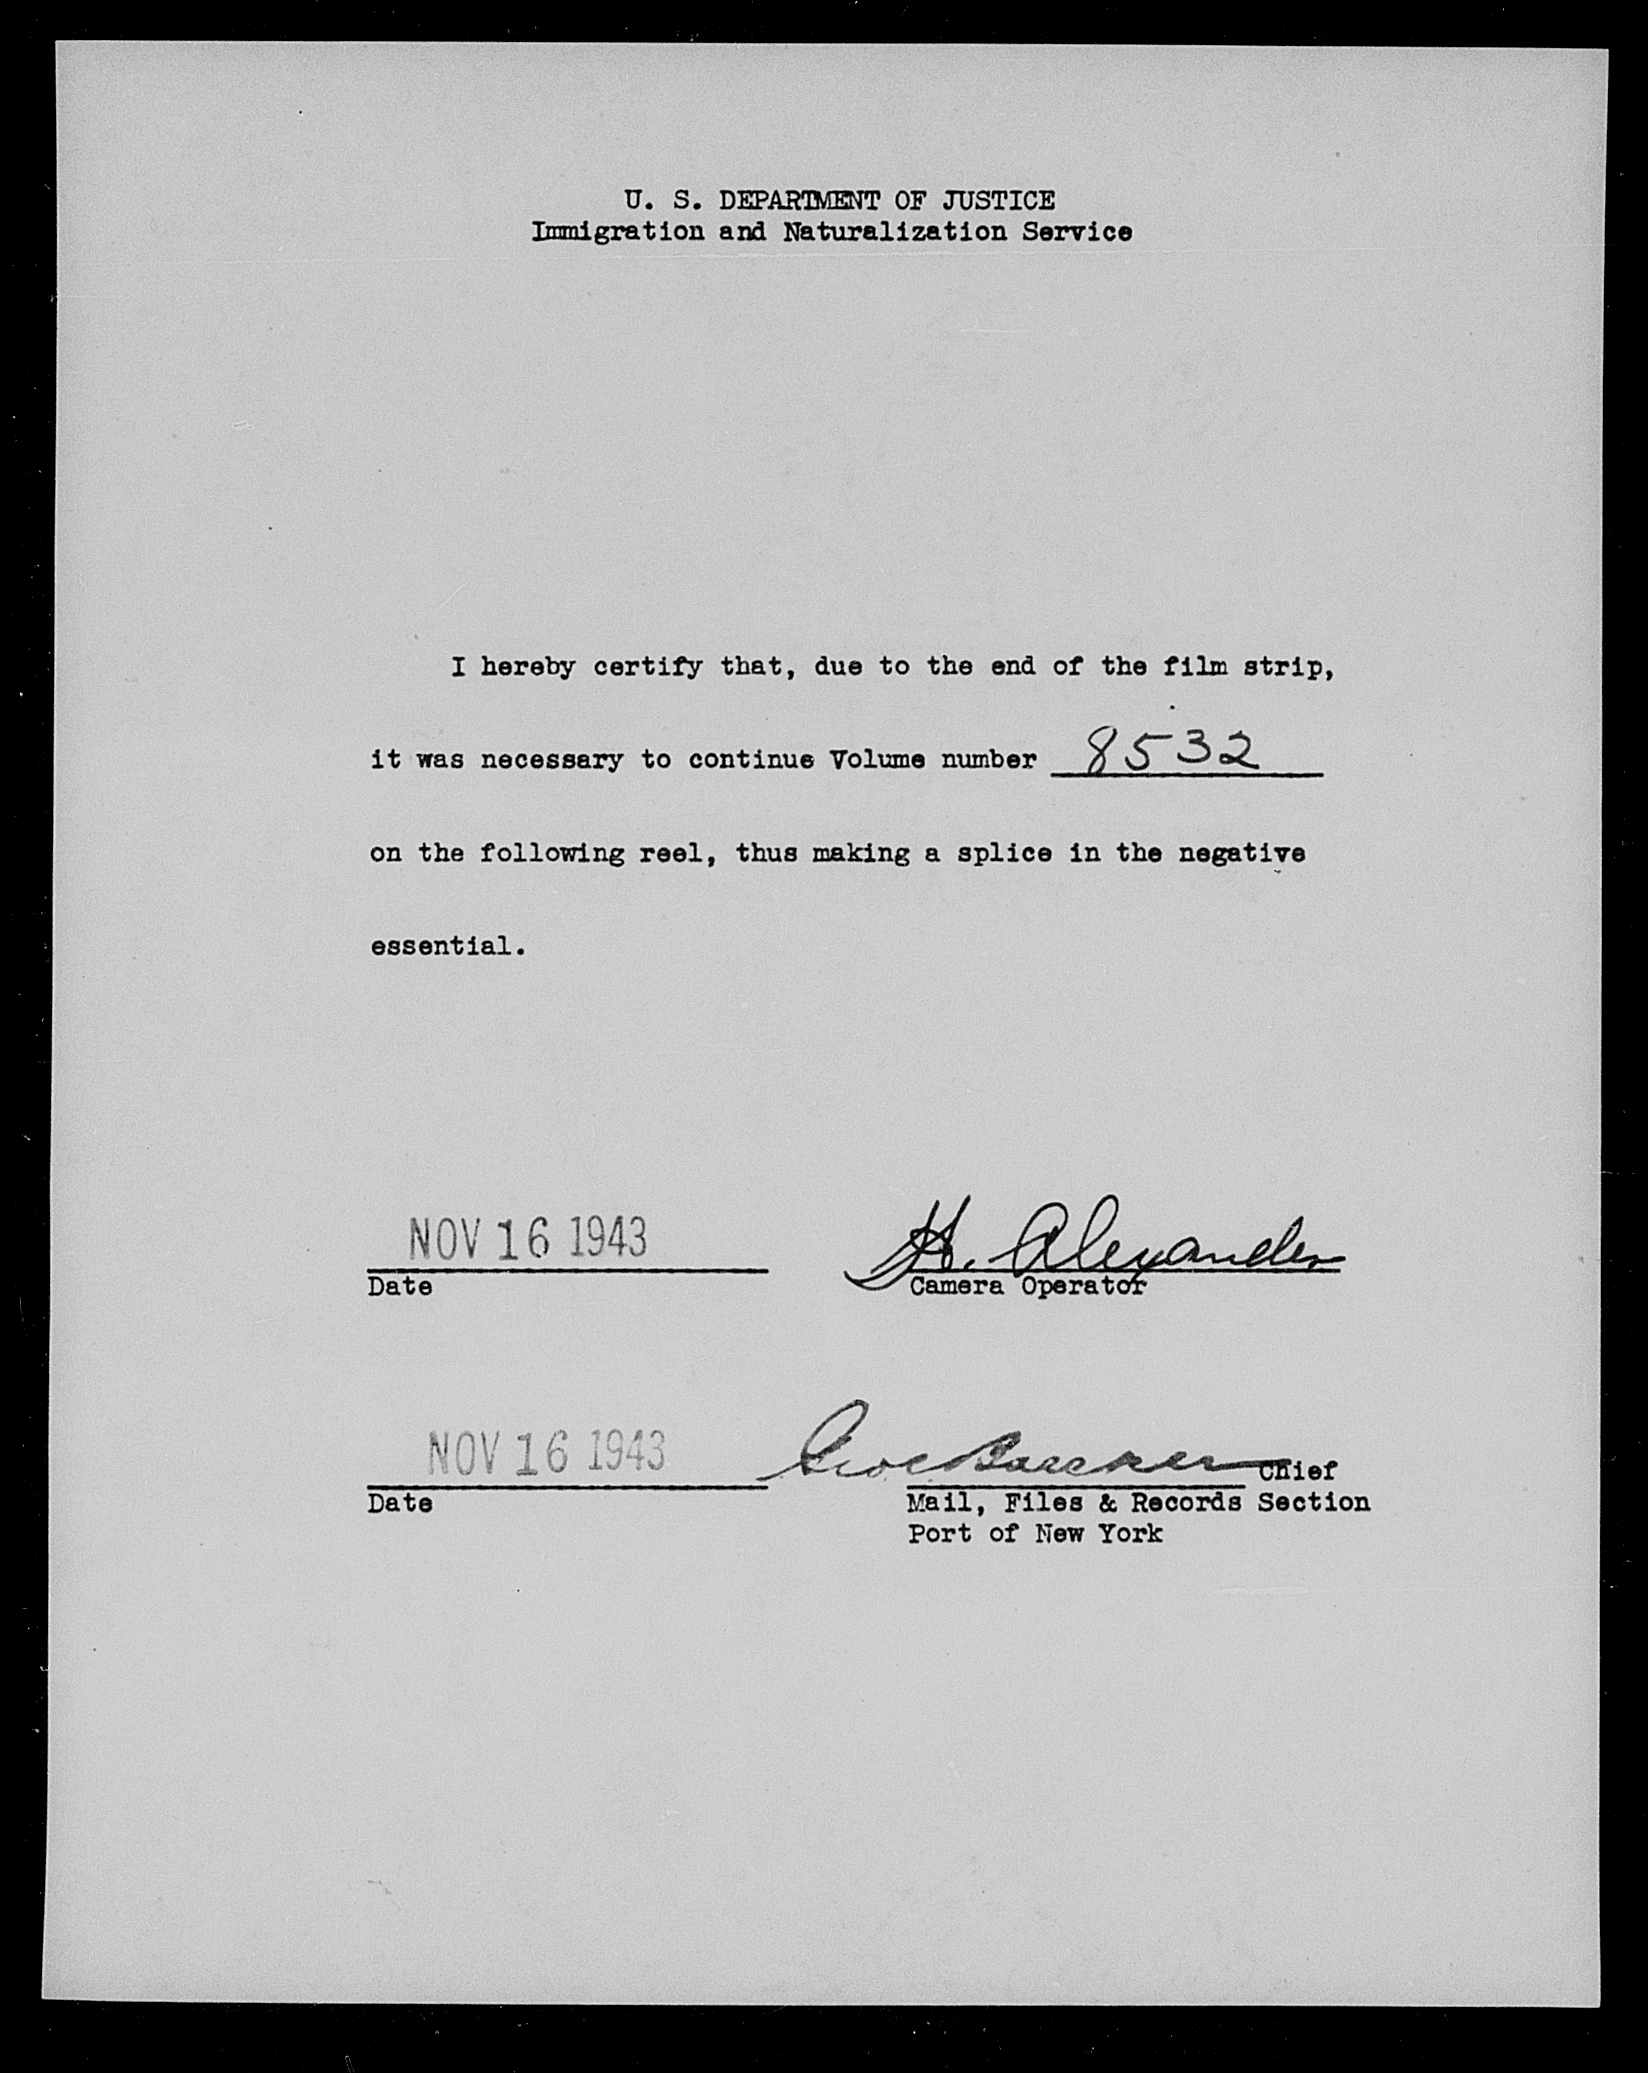 U. S. DEPARTMENT OF JUSTICE
Immigration and Naturalization Service
I hereby certify that, due to the end of the film strip,
it was necessary to continue Volume number 8532
on the following reel, thus making a splice in the negative
essential.
NOV 16 1943 H. Alexander
Date Camera Operator
NOV 16 1943 Chief
Date Mail, Files & Records Section
Port of New York